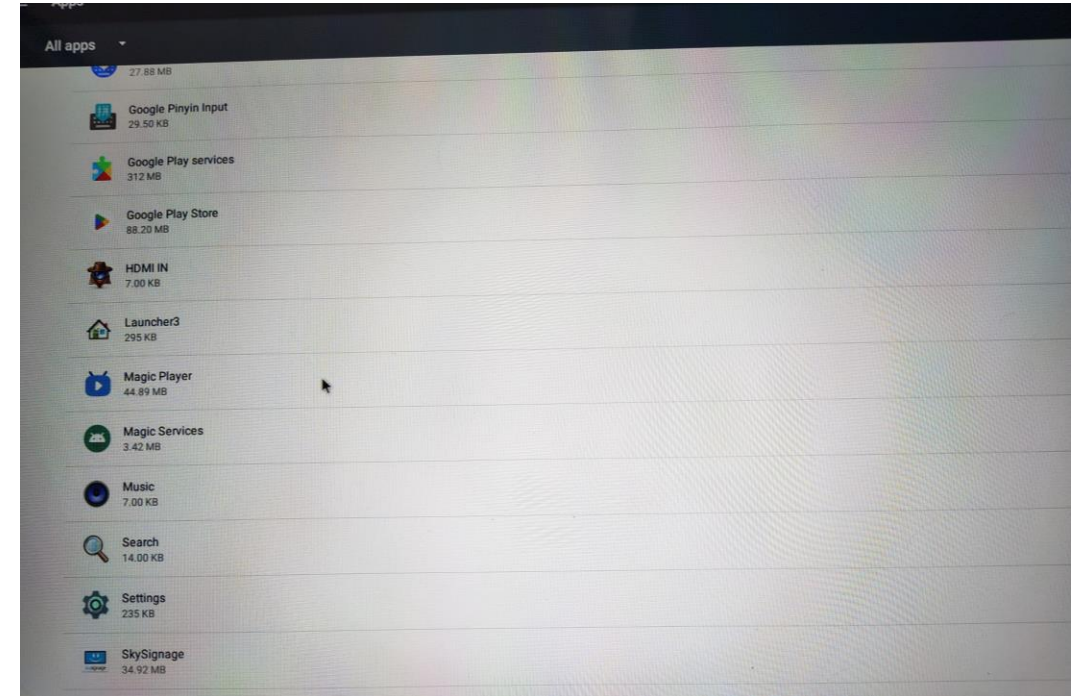 Apps
All apps
27.88 MB
Google Pinyin Input
29.50 KB
Google Play services
312 MB
Google Play Store
88.20 MB
HDMI IN
7.00 KB
Launcher3
295 KB
Magic Player
44.89 MB
Magic Services
3.42 MB
Music
7.00 KB
Search
14.00 KB
Settings
235 KB
SkySignage
34.92 MB